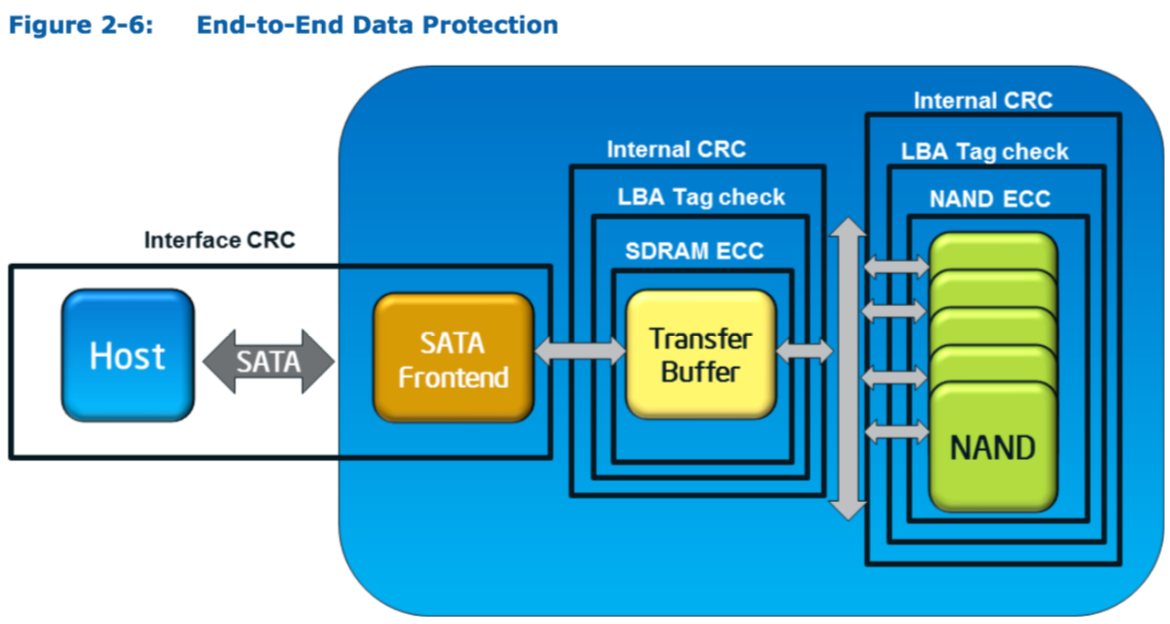 Figure 2-6: End-to-End Data Protection
Internal CRC
Internal CRC
LBA Tag check
LBA Tag check
NAND ECC
Interface CRC
SDRAM ECC
Host
SATA
SATA
Frontend
Transfer
Buffer
NAND